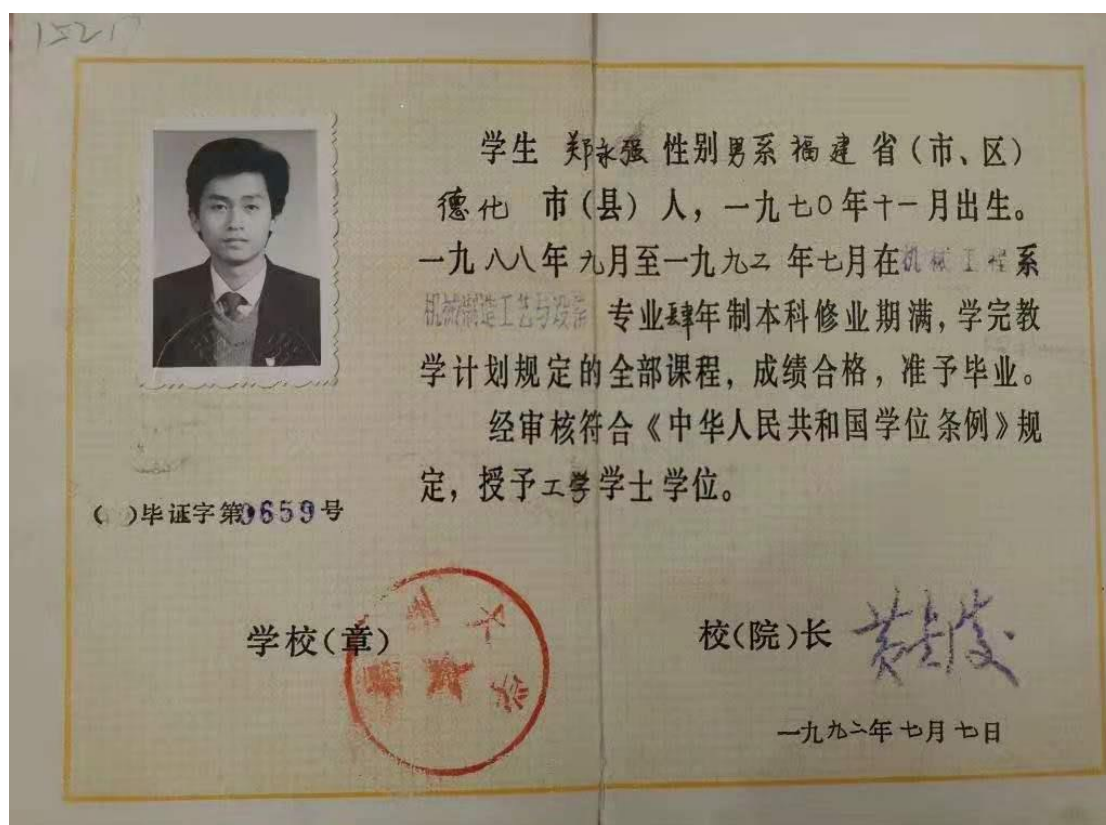 学生 郑永强 性别男系 福建 省（市、区）
德化 市（县）人，一九七〇年十一月出生。
一九八八年九月至一九九二年七月在机械工程系
机械制造工艺与设备 专业肆年制本科修业期满，学完教
学计划规定的全部课程，成绩合格，准予毕业。
经审核符合《中华人民共和国学位条例》规
定，授予工学学士学位。
（ ）毕证字第9659号
学校（章）
校（院）长
一九九二年七月七日